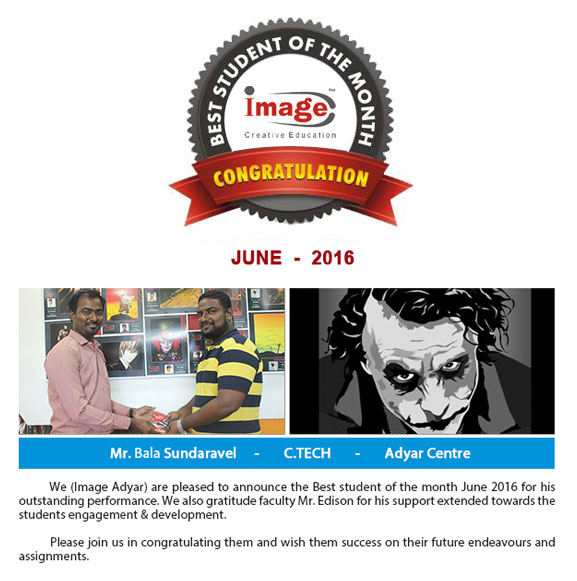 BEST STUDENT OF THE MONTH
image
Creative Education
CONGRATULATION
JUNE - 2016
Mr. Bala Sundaravel - C.TECH - Adyar Centre
We (Image Adyar) are pleased to announce the Best student of the month June 2016 for his
outstanding performance. We also gratitude faculty Mr. Edison for his support extended towards the
students engagement & development.
Please join us in congratulating them and wish them success on their future endeavours and
assignments.